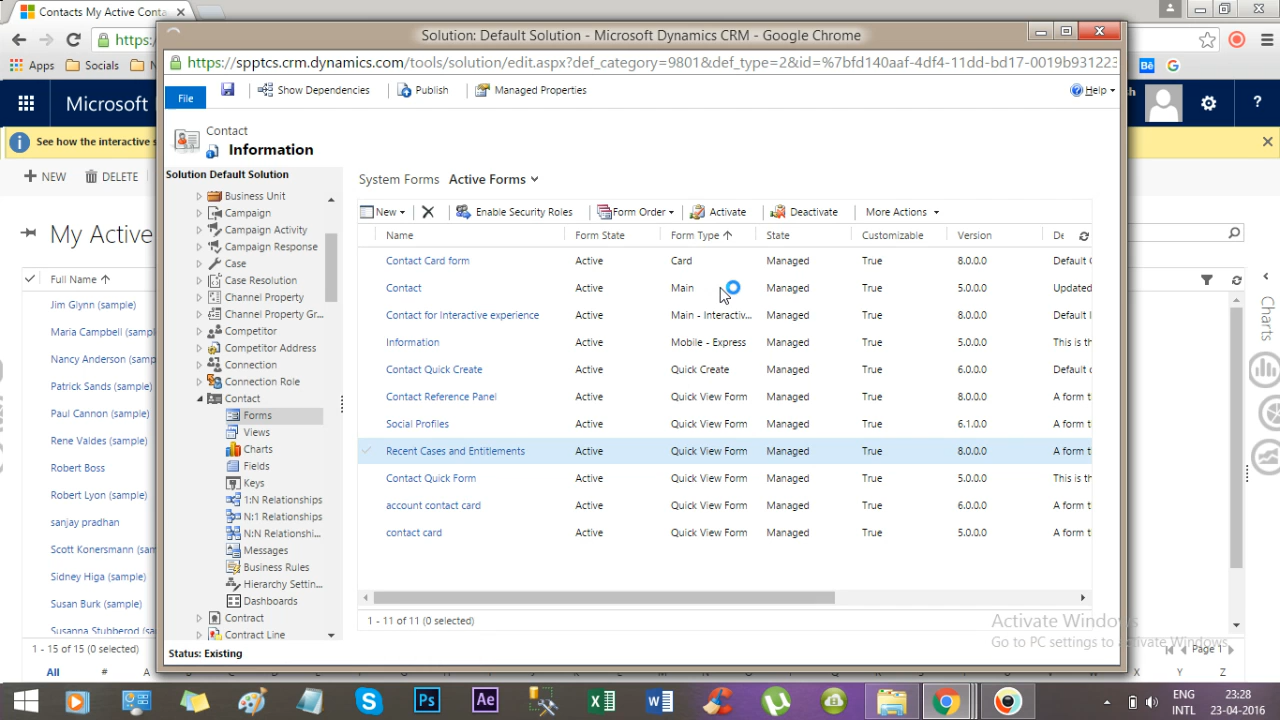 Contacts My Active Conta
https:
Apps
Socials
N
Bē
G
Microsoft
See how the interactive s
NEW
DELETE
My Active
Full Name
Jim Glynn (sample)
Maria Campbell (sample)
Nancy Anderson (sample)
Patrick Sands (sample)
Paul Cannon (sample)
Rene Valdes (sample)
Robert Boss
Robert Lyon (sample)
sanjay pradhan
Scott Konersmann (sam
Sidney Higa (sample)
Susan Burk (sample)
Susanna Stubberod (sa
1 - 15 of 15 (0 selected)
All # A
Solution: Default Solution - Microsoft Dynamics CRM - Google Chrome
https://spptcs.crm.dynamics.com/tools/solution/edit.aspx?def_category=9801&def_type=2&id=%7bfd140aaf-4df4-11dd-bd17-0019b931223
File
Show Dependencies
Publish
Managed Properties
Help
Contact
Information
Solution Default Solution
Business Unit
Campaign
Campaign Activity
Campaign Response
Case
Case Resolution
Channel Property
Channel Property Gr...
Competitor
Competitor Address
Connection
Connection Role
Contact
Forms
Views
Charts
Fields
Keys
1:N Relationships
N:1 Relationships
N:N Relationshi...
Messages
Business Rules
Hierarchy Settin...
Dashboards
Contract
Contract Line
Status: Existing
System Forms Active Forms
New
Enable Security Roles
Form Order
Activate
Deactivate
More Actions
Name Form State Form Type State Customizable Version De
Contact Card form Active Card Managed True 8.0.0.0 Default C
Contact Active Main Managed True 5.0.0.0 Updated
Contact for Interactive experience Active Main - Interactiv... Managed True 8.0.0.0 Default I
Information Active Mobile - Express Managed True 5.0.0.0 This is th
Contact Quick Create Active Quick Create Managed True 6.0.0.0 Default c
Contact Reference Panel Active Quick View Form Managed True 8.0.0.0 A form t
Social Profiles Active Quick View Form Managed True 6.1.0.0 A form t
Recent Cases and Entitlements Active Quick View Form Managed True 8.0.0.0 A form t
Contact Quick Form Active Quick View Form Managed True 5.0.0.0 This is th
account contact card Active Quick View Form Managed True 6.0.0.0 A form t
contact card Active Quick View Form Managed True 5.0.0.0 A form t
1 - 11 of 11 (0 selected)
Charts
Activate Windows
Go to PC settings to activate Windows.
Page 1
X Y Z
Ps
Ae
ENG 23:28
INTL 23-04-2016